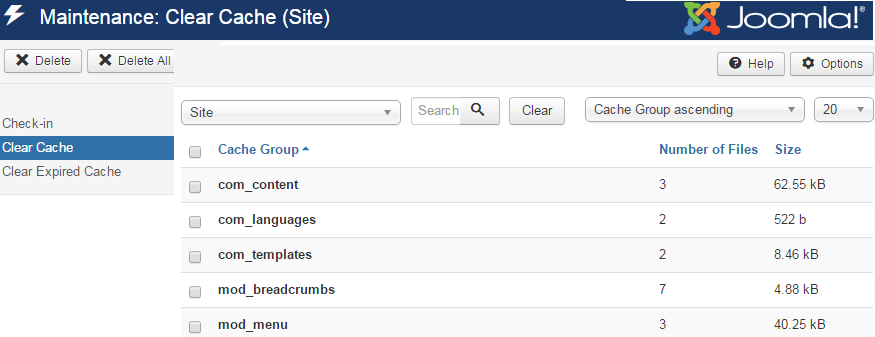 Maintenance: Clear Cache (Site)
Joomla!®
Delete
Delete All
Help
Options
Site
Search
Clear
Cache Group ascending
20
Check-in
Clear Cache
Clear Expired Cache
Cache Group Number of Files Size
com_content 3 62.55 kB
com_languages 2 522 b
com_templates 2 8.46 kB
mod_breadcrumbs 7 4.88 kB
mod_menu 3 40.25 kB